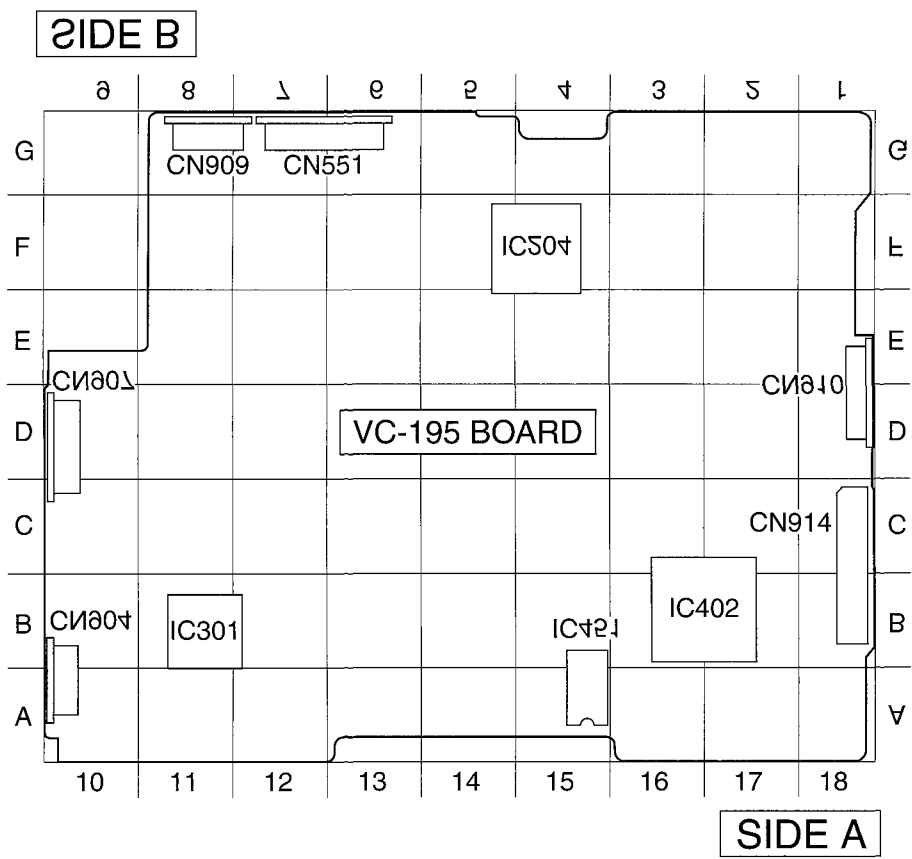 SIDE B
9 8 7 6 5 4 3 2 1
G G
CN909 CN551
F IC204 F
E E
CN907 CN910
D VC-195 BOARD D
C CN914 C
B CN904 IC301 IC451 IC402 B
A A
10 11 12 13 14 15 16 17 18
SIDE A